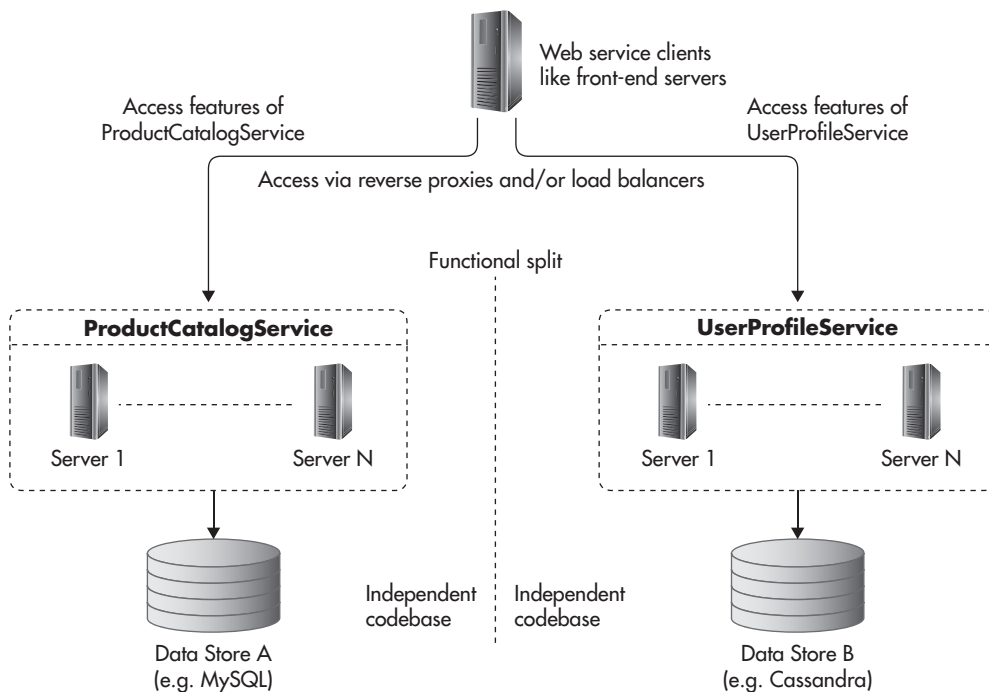 Web service clients
like front-end servers
Access features of
ProductCatalogService
Access features of
UserProfileService
Access via reverse proxies and/or load balancers
Functional split
ProductCatalogService
Server 1
Server N
UserProfileService
Server 1
Server N
Independent
codebase
Independent
codebase
Data Store A
(e.g. MySQL)
Data Store B
(e.g. Cassandra)